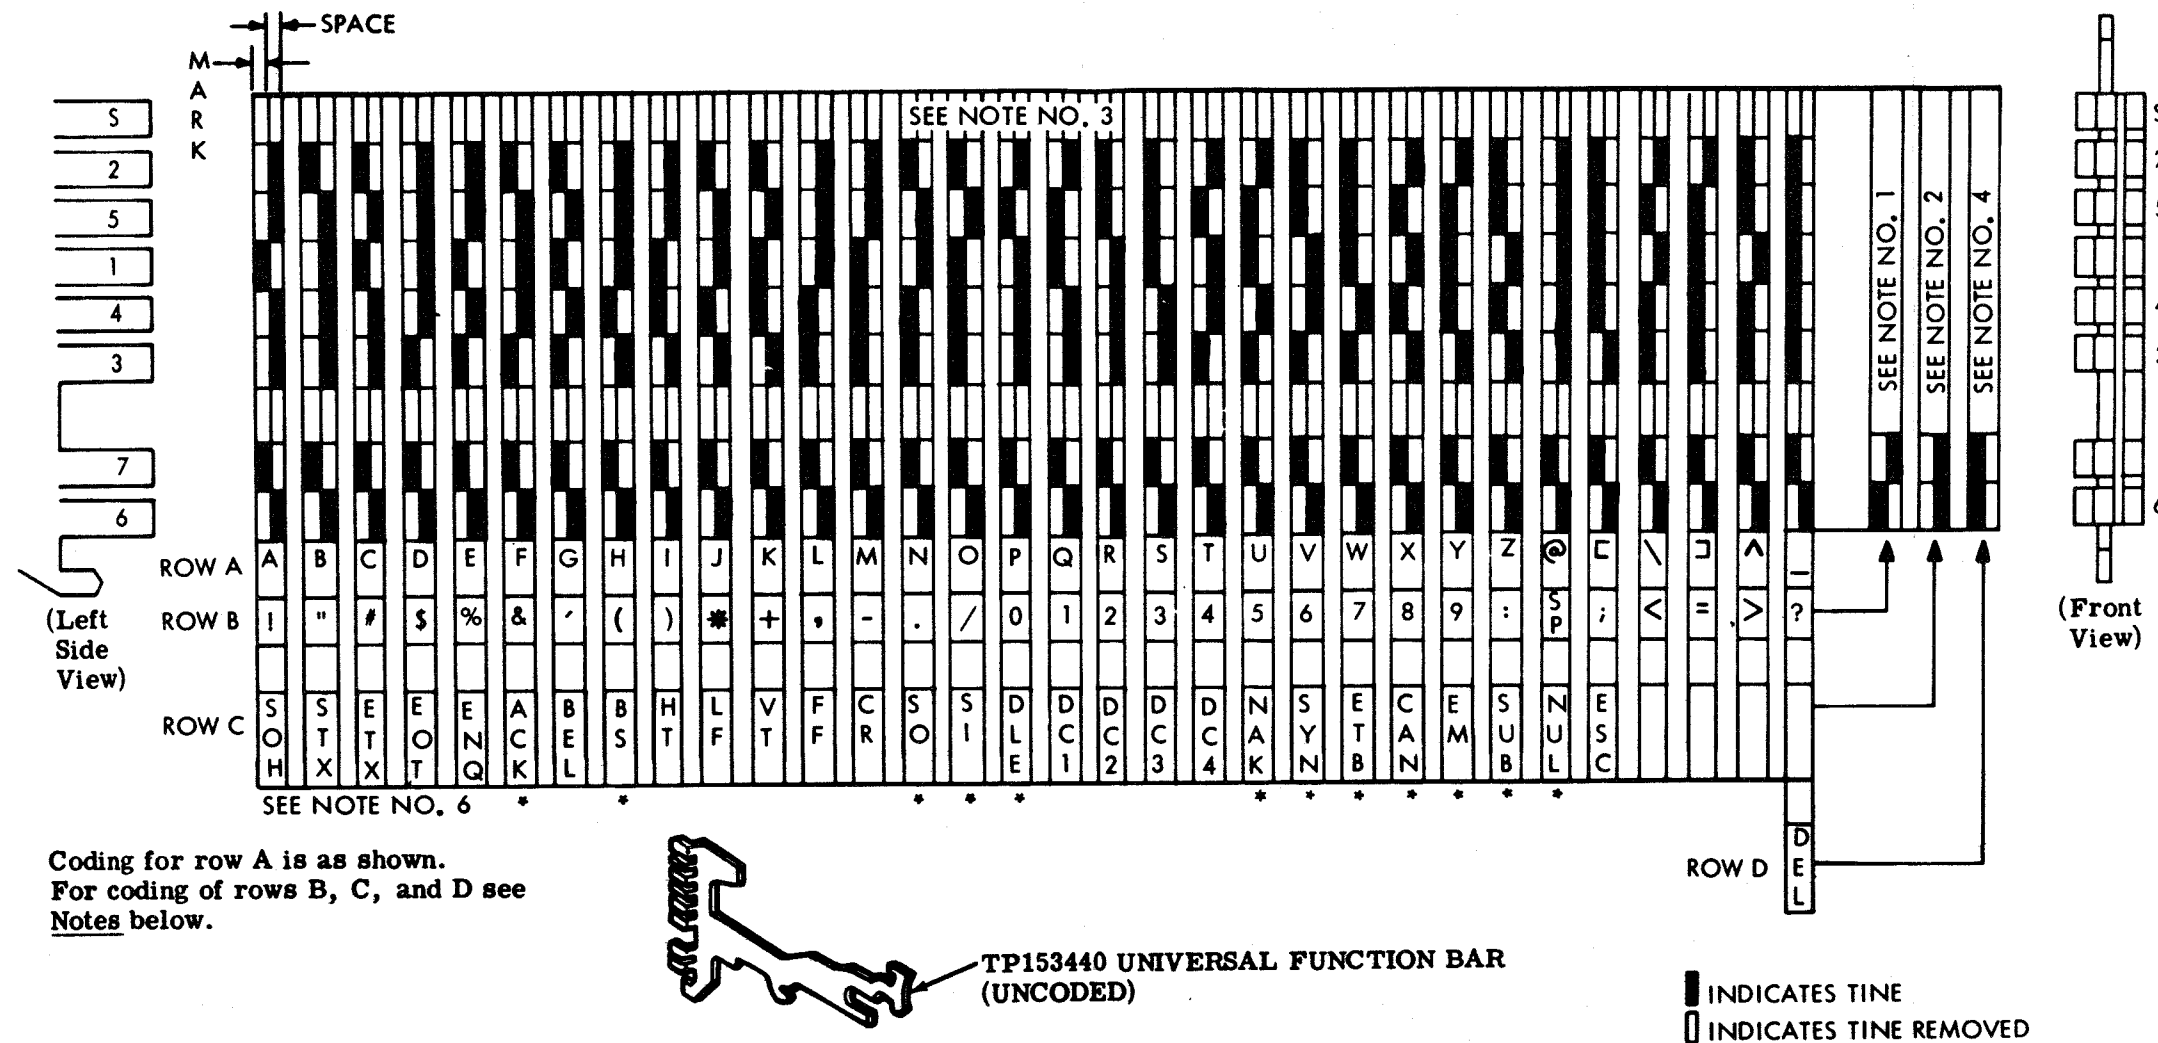 SPACE
MARK
SEE NOTE NO. 3
S
2
5
1
4
3
7
6
SEE NOTE NO. 1
SEE NOTE NO. 2
SEE NOTE NO. 4
ROW A A B C D E F G H I J K L M N O P Q R S T U V W X Y Z @ [ \ ] ^ _
ROW B ! " # $ % & ' ( ) * + , - . / 0 1 2 3 4 5 6 7 8 9 : SP ; < = > ?
ROW C SOH STX ETX EOT ENQ ACK BEL BS HT LF VT FF CR SO SI DLE DC1 DC2 DC3 DC4 NAK SYN ETB CAN EM SUB NUL ESC
(Left
Side
View)
(Front
View)
SEE NOTE NO. 6 * * * * * * * * * * * *
ROW D DEL
Coding for row A is as shown.
For coding of rows B, C, and D see
Notes below.
TP153440 UNIVERSAL FUNCTION BAR
(UNCODED)
INDICATES TINE
INDICATES TINE REMOVED